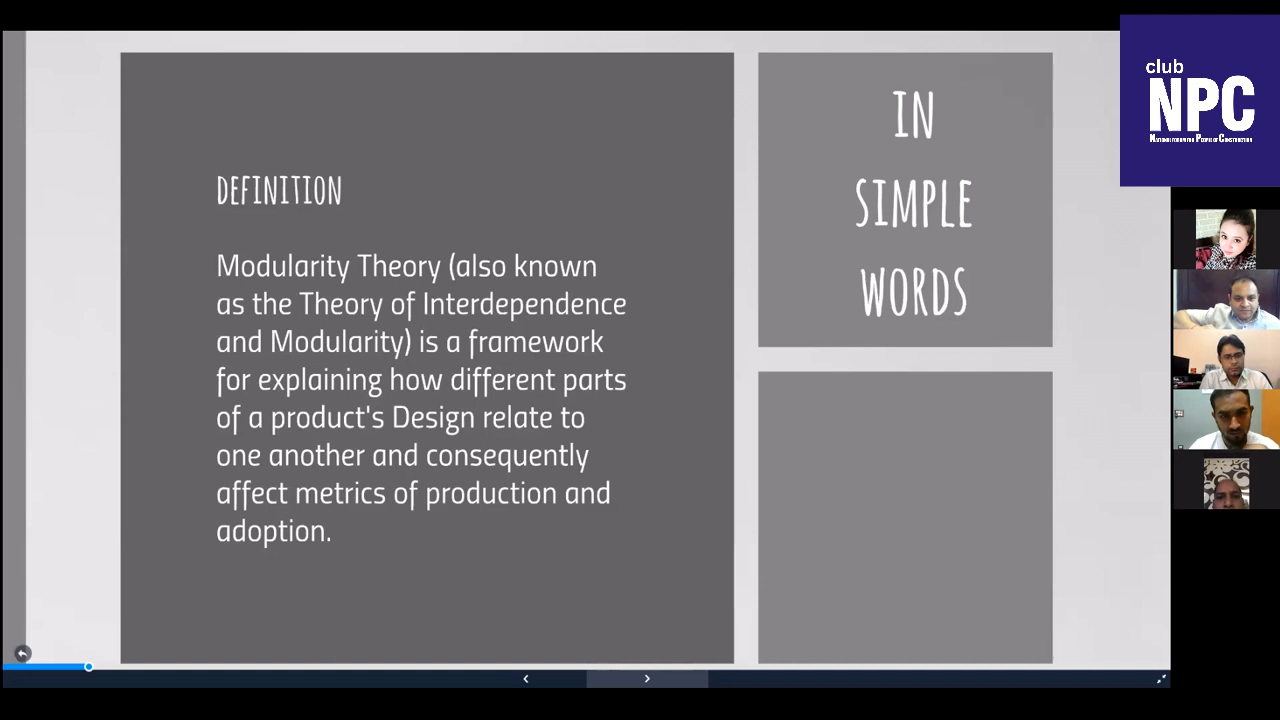 DEFINITION
Modularity Theory (also known
as the Theory of Interdependence
and Modularity) is a framework
for explaining how different parts
of a product's Design relate to
one another and consequently
affect metrics of production and
adoption.
IN
SIMPLE
WORDS
club
NPC